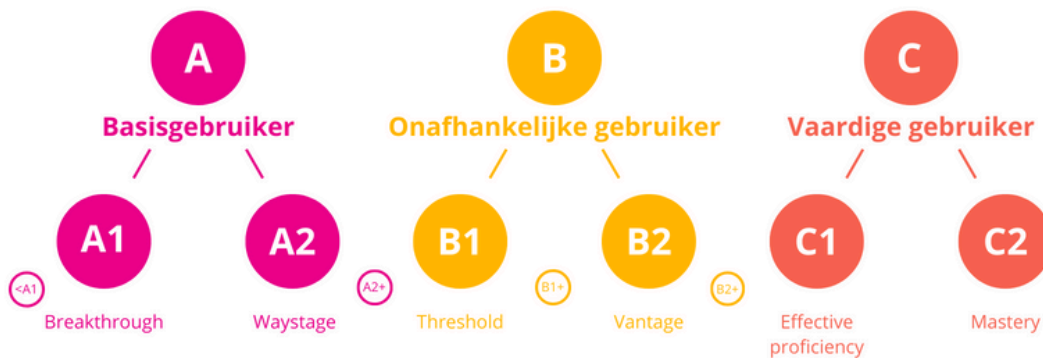 A
B
C
Basisgebruiker
Onafhankelijke gebruiker
Vaardige gebruiker
A1
A2
B1
B2
C1
C2
<A1
A2+
B1+
B2+
Breakthrough
Waystage
Threshold
Vantage
Effective
proficiency
Mastery